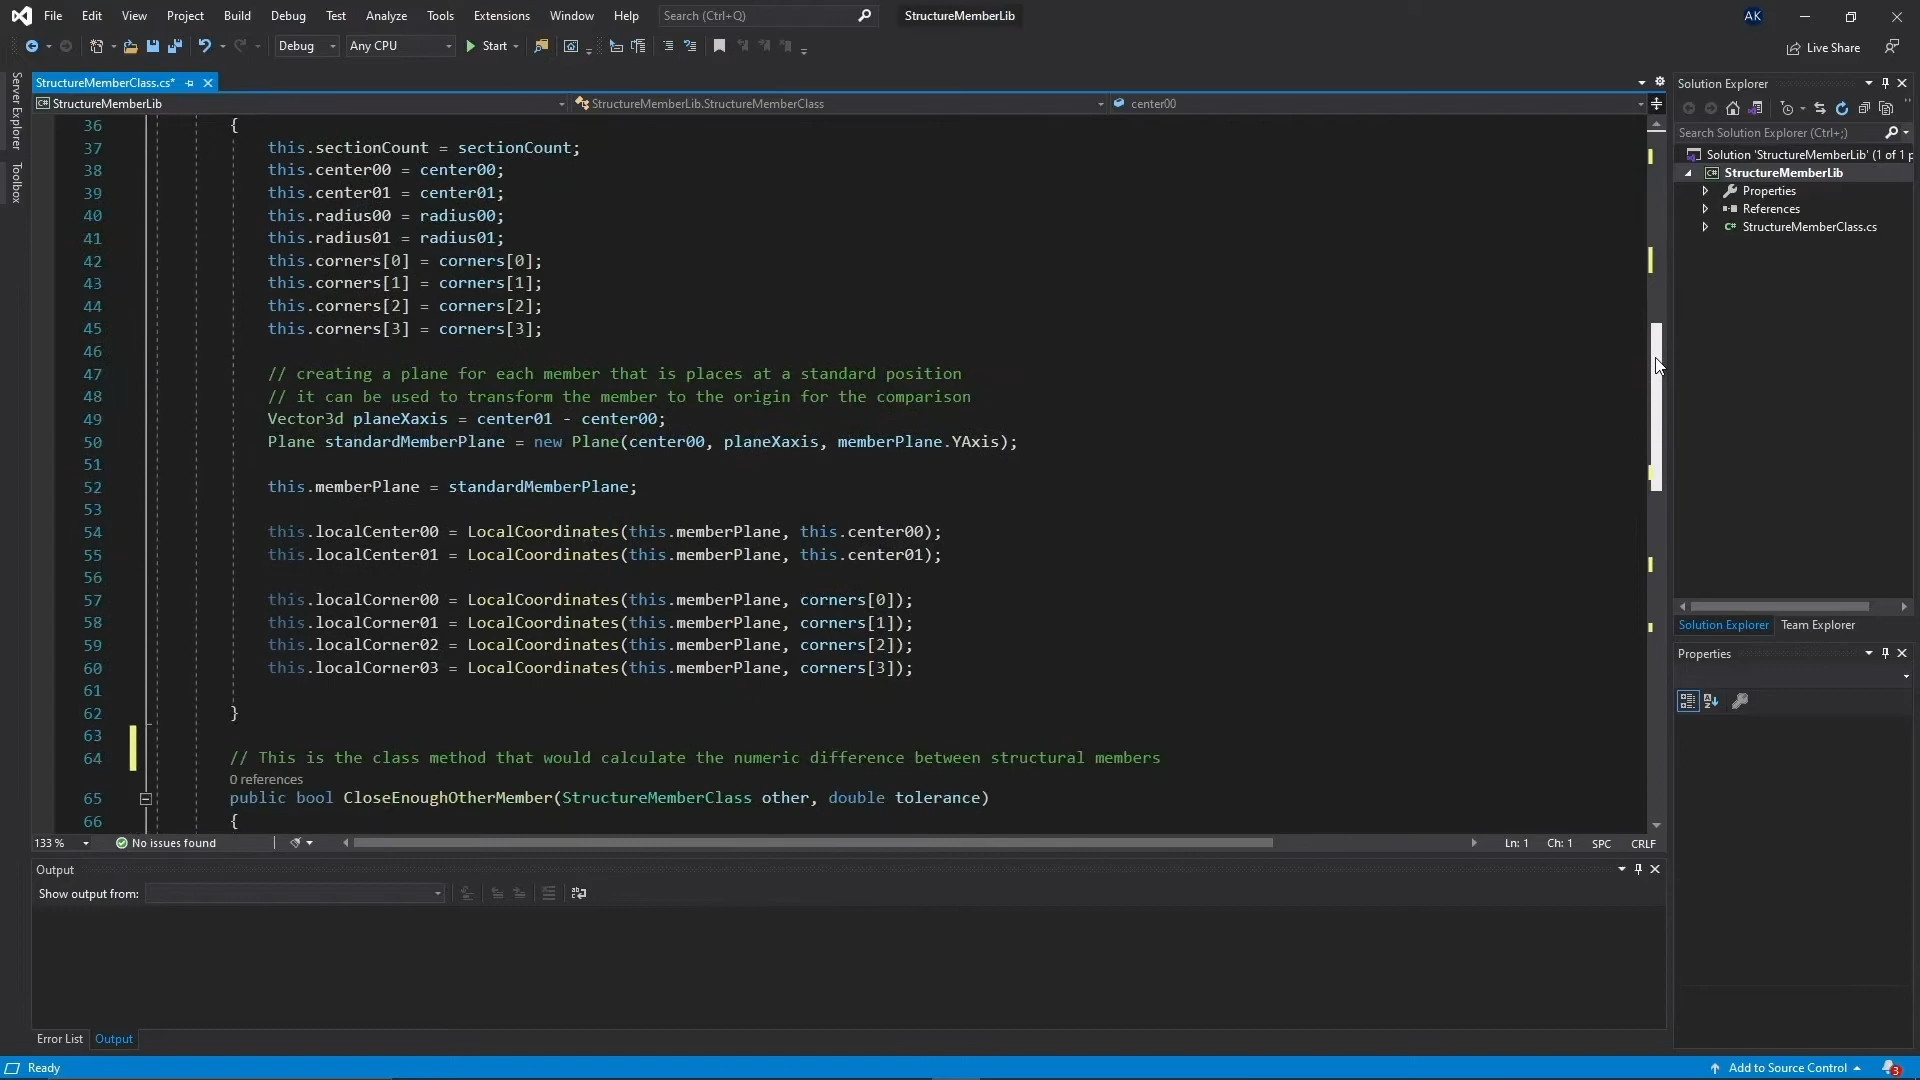 File Edit View Project Build Debug Test Analyze Tools Extensions Window Help Search (Ctrl+Q) StructureMemberLib AK
Debug Any CPU Start Live Share
Server Explorer
Toolbox
StructureMemberClass.cs*
StructureMemberLib StructureMemberLib.StructureMemberClass center00
36 {
37 this.sectionCount = sectionCount;
38 this.center00 = center00;
39 this.center01 = center01;
40 this.radius00 = radius00;
41 this.radius01 = radius01;
42 this.corners[0] = corners[0];
43 this.corners[1] = corners[1];
44 this.corners[2] = corners[2];
45 this.corners[3] = corners[3];
46
47 // creating a plane for each member that is places at a standard position
48 // it can be used to transform the member to the origin for the comparison
49 Vector3d planeXaxis = center01 - center00;
50 Plane standardMemberPlane = new Plane(center00, planeXaxis, memberPlane.YAxis);
51
52 this.memberPlane = standardMemberPlane;
53
54 this.localCenter00 = LocalCoordinates(this.memberPlane, this.center00);
55 this.localCenter01 = LocalCoordinates(this.memberPlane, this.center01);
56
57 this.localCorner00 = LocalCoordinates(this.memberPlane, corners[0]);
58 this.localCorner01 = LocalCoordinates(this.memberPlane, corners[1]);
59 this.localCorner02 = LocalCoordinates(this.memberPlane, corners[2]);
60 this.localCorner03 = LocalCoordinates(this.memberPlane, corners[3]);
61
62 }
63
64 // This is the class method that would calculate the numeric difference between structural members
0 references
65 public bool CloseEnoughOtherMember(StructureMemberClass other, double tolerance)
66 {
133 % No issues found Ln: 1 Ch: 1 SPC CRLF
Output
Show output from:
Error List Output
Solution Explorer
Search Solution Explorer (Ctrl+;)
Solution 'StructureMemberLib' (1 of 1 p
C# StructureMemberLib
Properties
References
C# StructureMemberClass.cs
Solution Explorer Team Explorer
Properties
Ready Add to Source Control 3